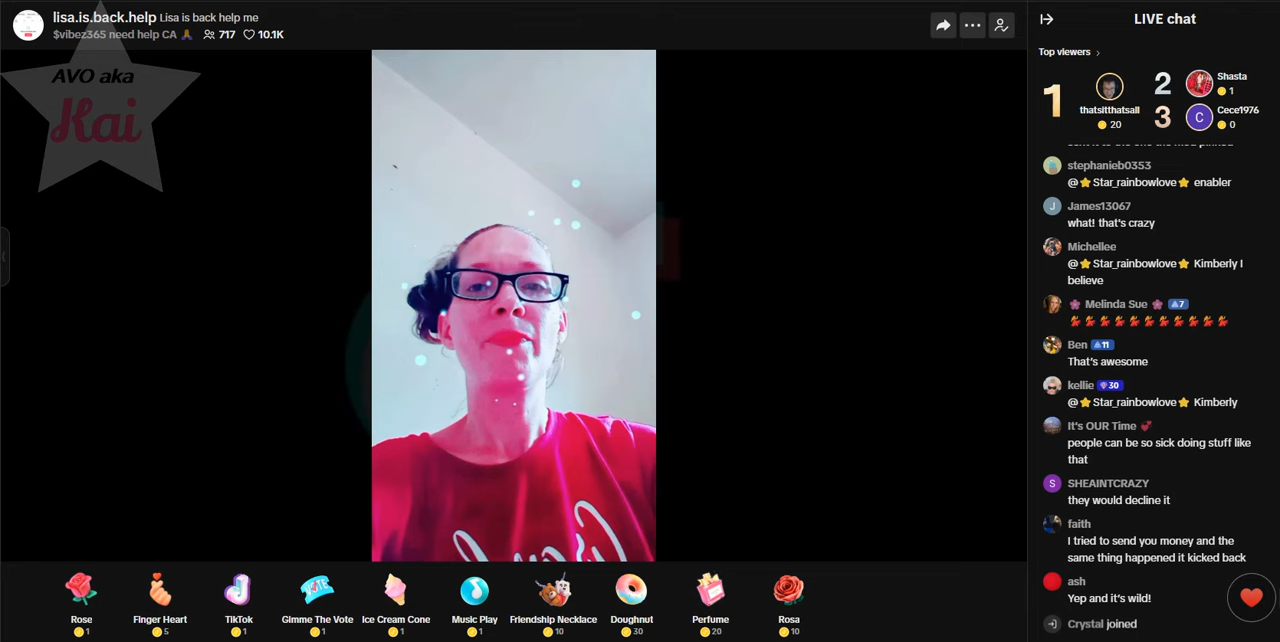 lisa.is.back.help Lisa is back help me
$vibez365 need help CA 717 10.1K
AVO aka
Kai
LIVE chat
Top viewers
1
thatsitthatsall
20
2
Shasta
1
3
C
Cece1976
0
stephanieb0353
@⭐Star_rainbowlove⭐ enabler
J
James13067
what! that's crazy
Michellee
@⭐Star_rainbowlove⭐ Kimberly I
believe
🌸 Melinda Sue 🌸 7
Ben 11
That's awesome
kellie 30
@⭐Star_rainbowlove⭐ Kimberly
It's OUR Time 💞
people can be so sick doing stuff like
that
S
SHEAINTCRAZY
they would decline it
faith
I tried to send you money and the
same thing happened it kicked back
ash
Yep and it's wild!
Crystal joined
VOTE
Rose Finger Heart TikTok Gimme The Vote Ice Cream Cone Music Play Friendship Necklace Doughnut Perfume Rosa
1 5 1 1 1 1 10 30 20 10